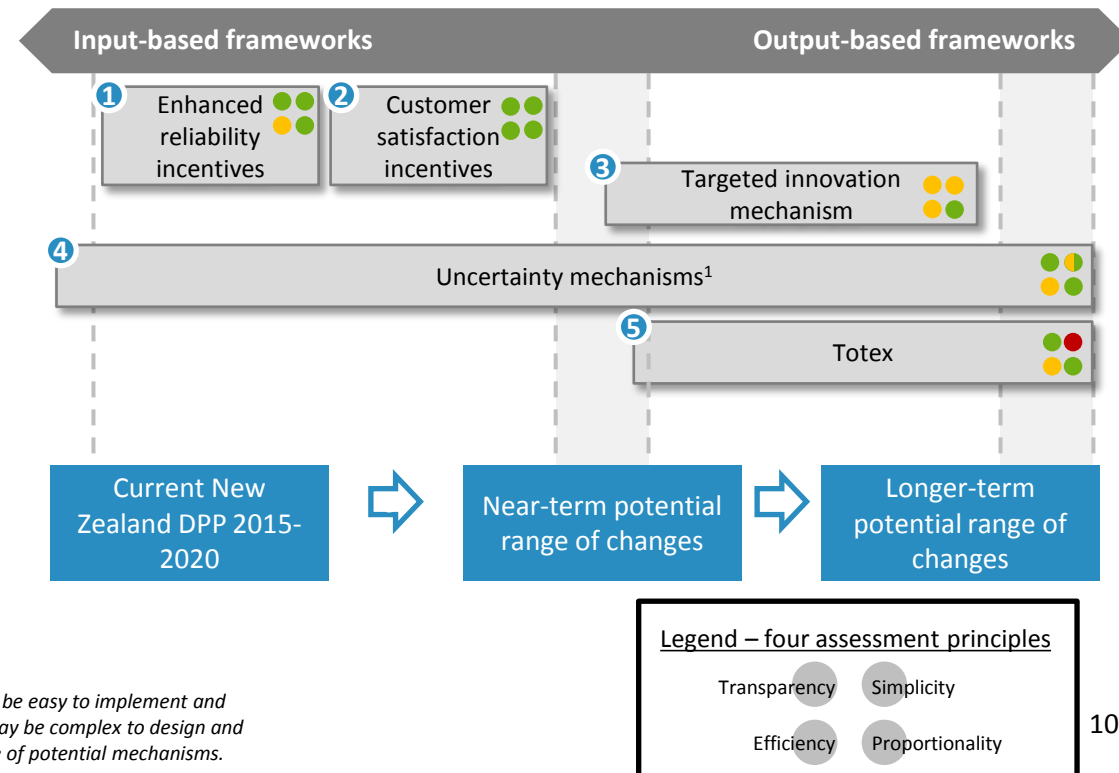 Input-based frameworks
Output-based frameworks
1
Enhanced
reliability
incentives
2
Customer
satisfaction
incentives
3
Targeted innovation
mechanism
4
Uncertainty mechanisms1
5
Totex
Current New
Zealand DPP 2015-
2020
Near-term potential
range of changes
Longer-term
potential range of
changes
Legend – four assessment principles
Transparency
Simplicity
Efficiency
Proportionality
be easy to implement and
ay be complex to design and
of potential mechanisms.
10